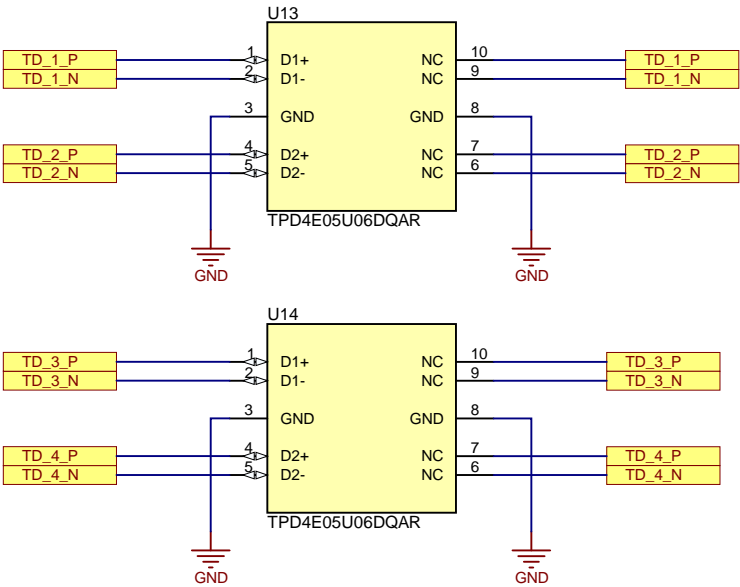 U13
TD_1_P 1 D1+ NC 10 TD_1_P
TD_1_N 2 D1- NC 9 TD_1_N
3 GND GND 8
TD_2_P 4 D2+ NC 7 TD_2_P
TD_2_N 5 D2- NC 6 TD_2_N
TPD4E05U06DQAR
GND GND
U14
TD_3_P 1 D1+ NC 10 TD_3_P
TD_3_N 2 D1- NC 9 TD_3_N
3 GND GND 8
TD_4_P 4 D2+ NC 7 TD_4_P
TD_4_N 5 D2- NC 6 TD_4_N
TPD4E05U06DQAR
GND GND